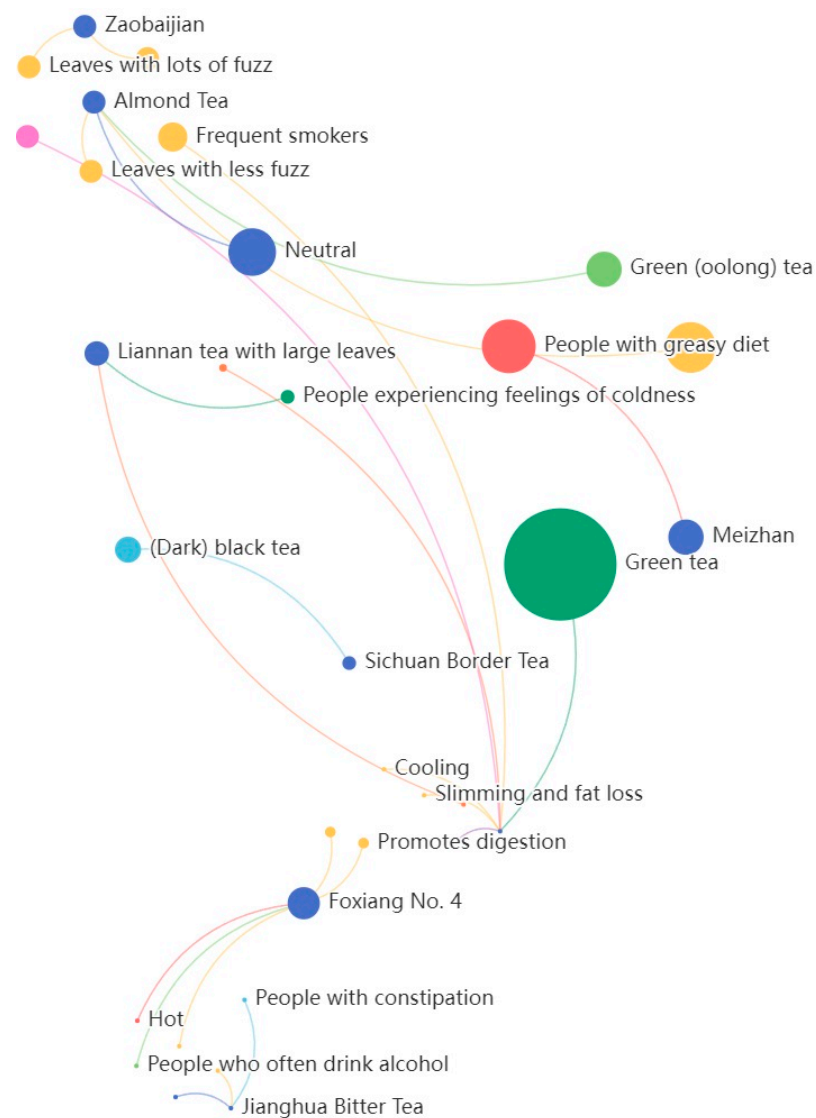 Zaobaijian
Leaves with lots of fuzz
Almond Tea
Frequent smokers
Leaves with less fuzz
Neutral
Green (oolong) tea
People with greasy diet
Liannan tea with large leaves
People experiencing feelings of coldness
Meizhan
(Dark) black tea
Green tea
Sichuan Border Tea
Cooling
Slimming and fat loss
Promotes digestion
Foxiang No. 4
People with constipation
Hot
People who often drink alcohol
Jianghua Bitter Tea